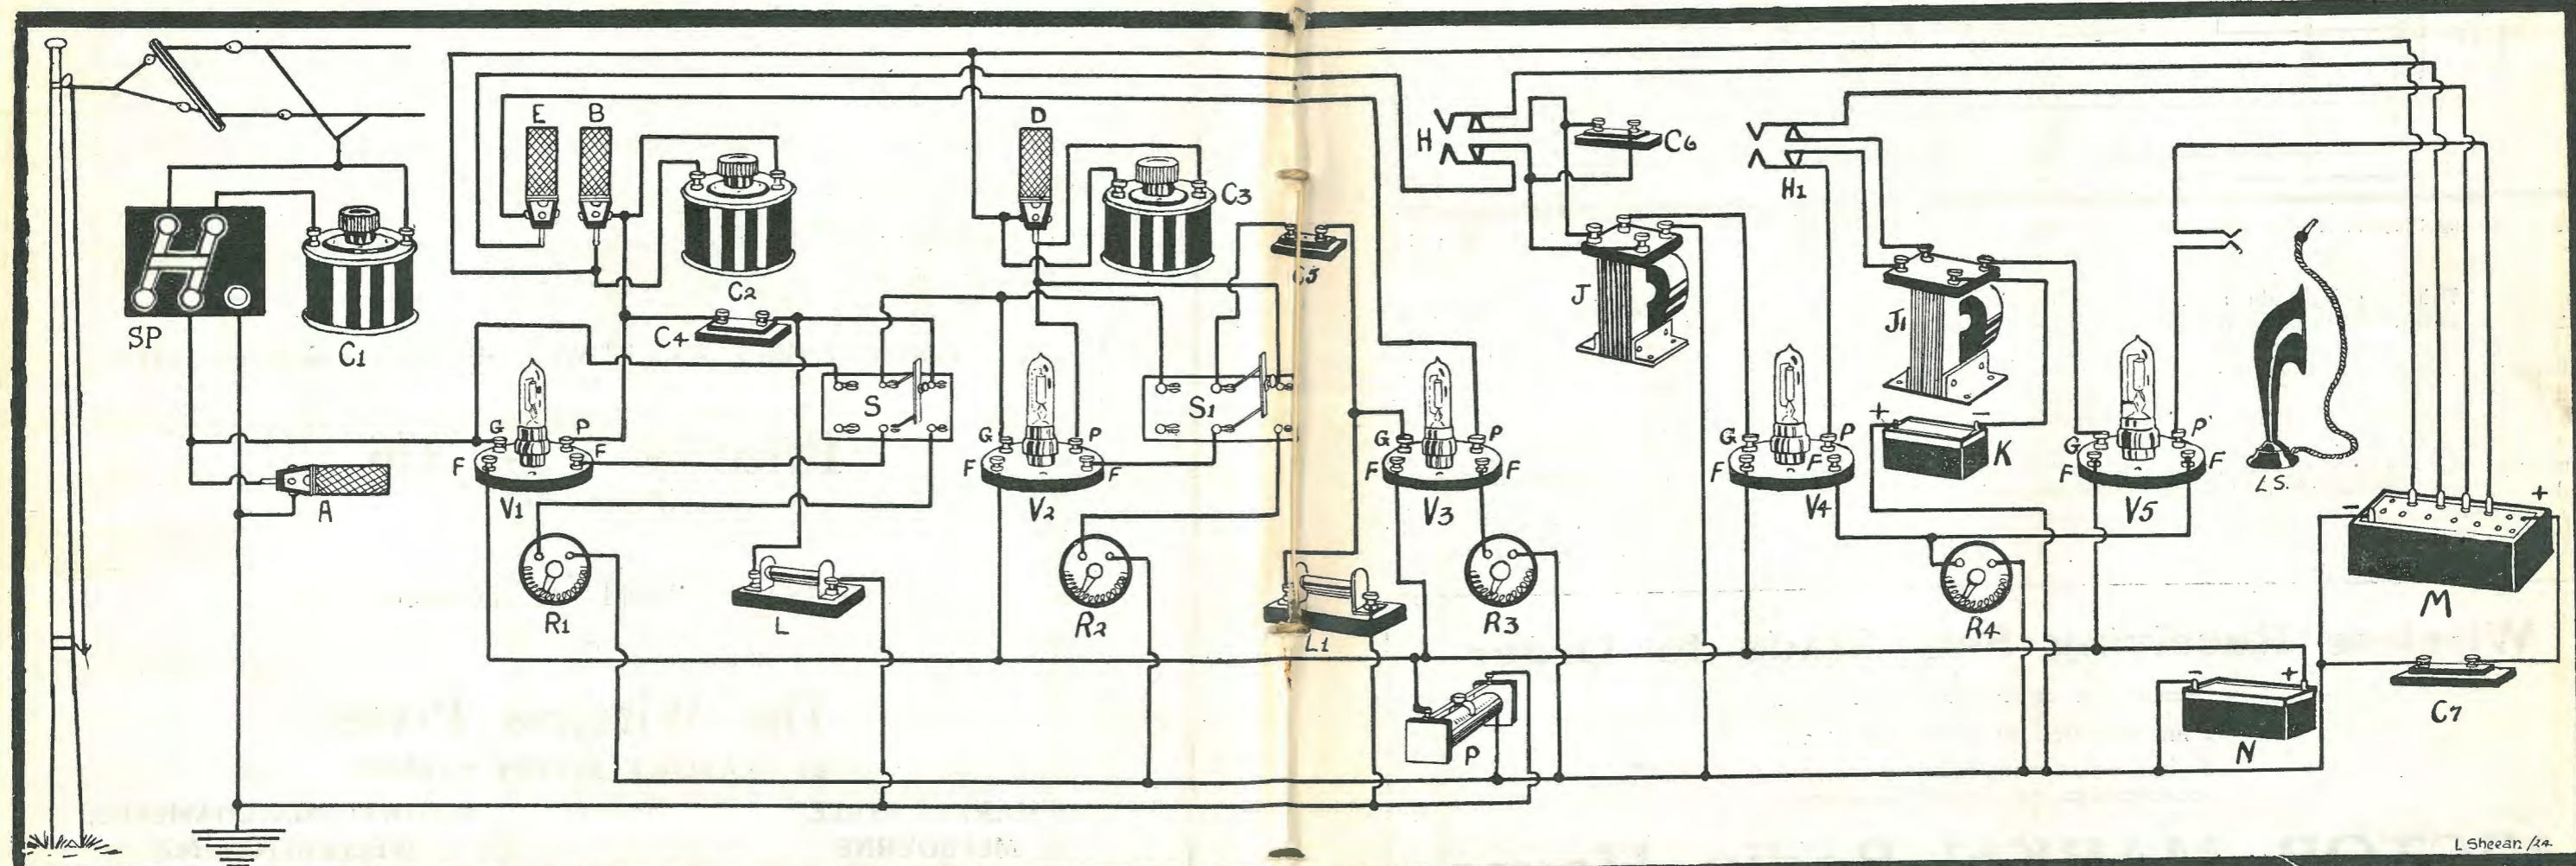 E B D
H C6
H1
C3
C2
C5
SP C1
C4
J J1
S S1
G P F F V1
G P F F V2
G P F F V3
G P F F V4
G P F F V5
+ - K
L S.
A
R1 L R2 L1 R3 R4
- + M
P
- + N
C7
L Sheean /24